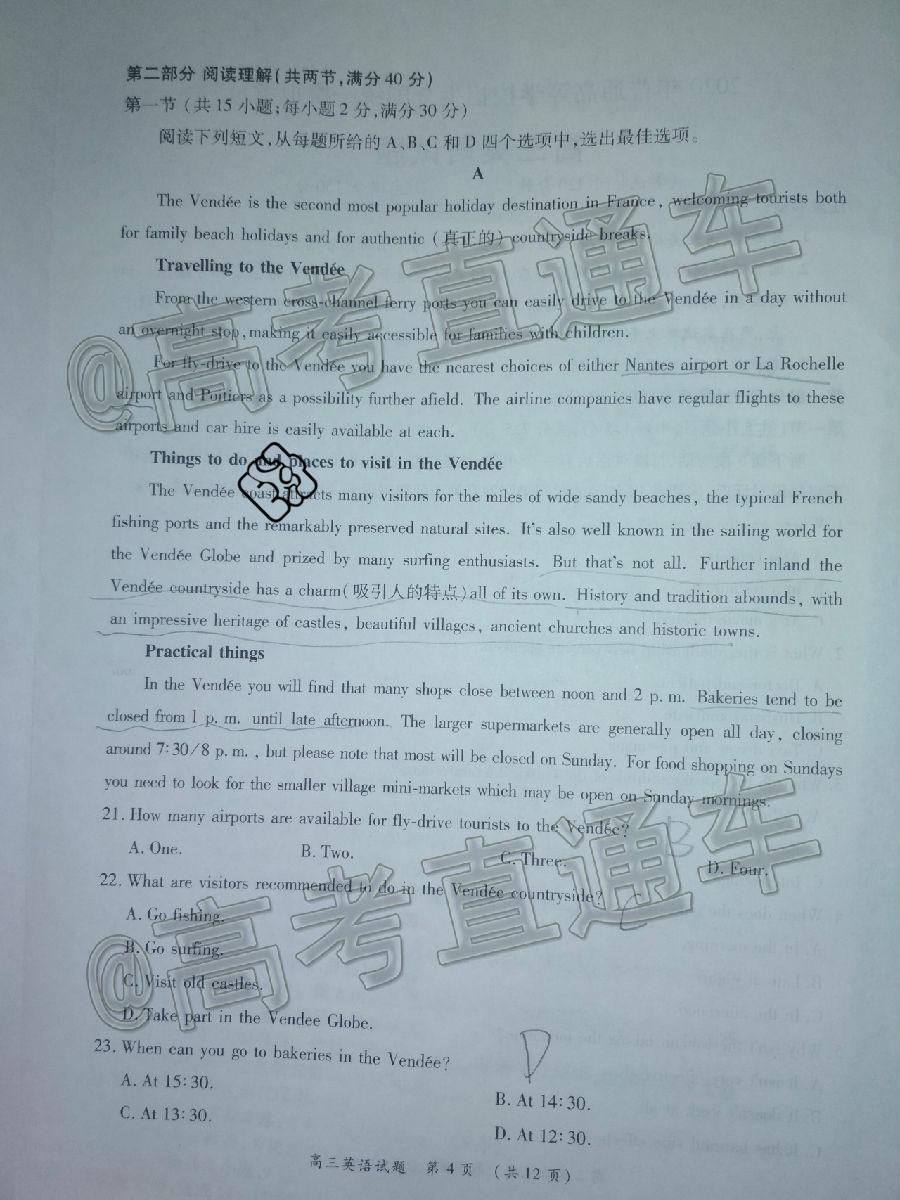 第二部分 阅读理解(共两节,满分40分)
第一节 (共15小题;每小题2分,满分30分)
阅读下列短文,从每题所给的A、B、C和D四个选项中,选出最佳选项。
A
The Vendée is the second most popular holiday destination in France, welcoming tourists both
for family beach holidays and for authentic (真正的) countryside breaks.
Travelling to the Vendée
From the western cross-channel ferry ports you can easily drive to the Vendée in a day without
an overnight stop, making it easily accessible for families with children.
For fly-drive to the Vendée you have the nearest choices of either Nantes airport or La Rochelle
airport and Poitiers as a possibility further afield. The airline companies have regular flights to these
airports and car hire is easily available at each.
Things to do and places to visit in the Vendée
The Vendée coast attracts many visitors for the miles of wide sandy beaches, the typical French
fishing ports and the remarkably preserved natural sites. It's also well known in the sailing world for
the Vendée Globe and prized by many surfing enthusiasts. But that's not all. Further inland the
Vendée countryside has a charm(吸引人的特点)all of its own. History and tradition abounds, with
an impressive heritage of castles, beautiful villages, ancient churches and historic towns.
Practical things
In the Vendée you will find that many shops close between noon and 2 p. m. Bakeries tend to be
closed from 1 p. m. until late afternoon. The larger supermarkets are generally open all day, closing
around 7:30/8 p. m. , but please note that most will be closed on Sunday. For food shopping on Sundays
you need to look for the smaller village mini-markets which may be open on Sunday mornings.
21. How many airports are available for fly-drive tourists to the Vendée? B
A. One. B. Two. C. Three. D. Four.
22. What are visitors recommended to do in the Vendée countryside? C
A. Go fishing.
B. Go surfing.
C. Visit old castles.
D. Take part in the Vendee Globe.
23. When can you go to bakeries in the Vendée? D
A. At 15:30. B. At 14:30.
C. At 13:30. D. At 12:30.
高三英语试题 第4页 (共12页)
@高考直通车
@高考直通车